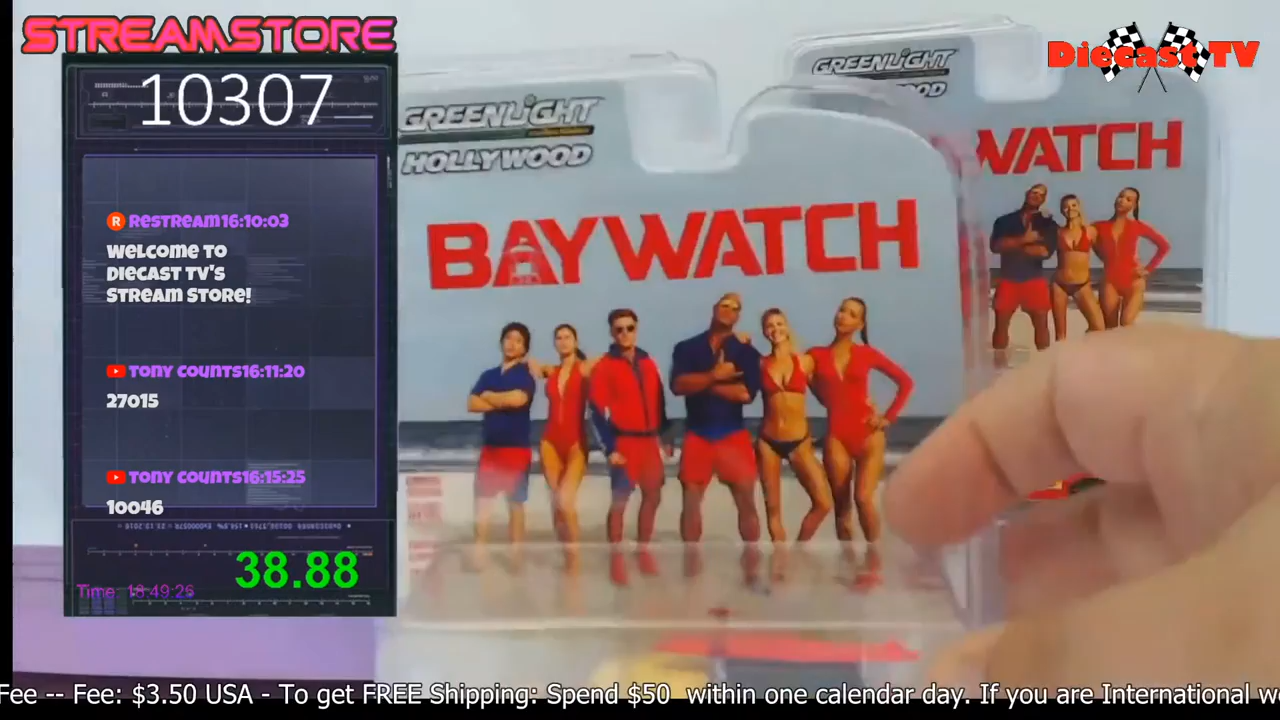 STREAMSTORE
10307
Restream16:10:03
Welcome to
Diecast TV's
Stream Store!
Tony Counts16:11:20
27015
Tony Counts16:15:25
10046
38.88
Time: 18:49:26
GREENLIGHT
HOLLYWOOD
BAYWATCH
GREENLIGHT
WOOD
WATCH
Diecast TV
Fee -- Fee: $3.50 USA - To get FREE Shipping: Spend $50 within one calendar day. If you are International w